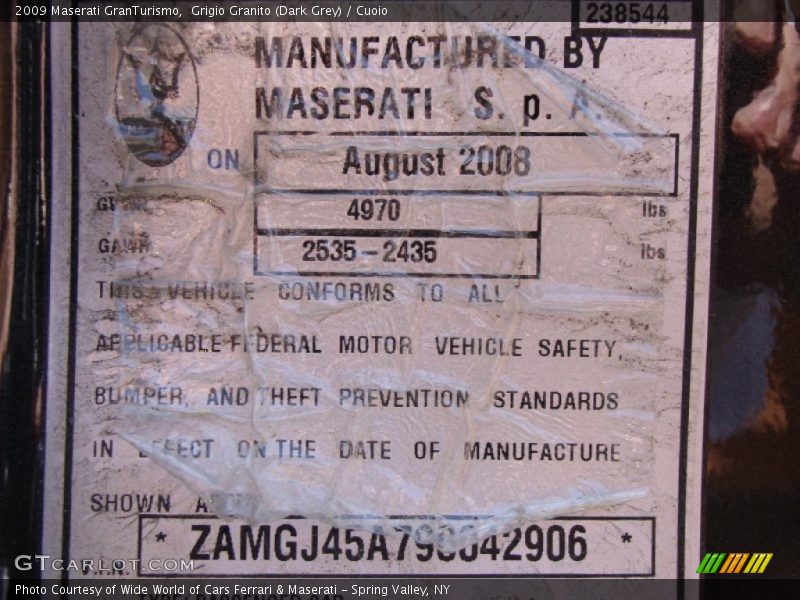 2009 Maserati GranTurismo, Grigio Granito (Dark Grey) / Cuoio
238544
MANUFACTURED BY
MASERATI S. p. A.
ON August 2008
GVWR 4970 lbs
GAWR 2535-2435 lbs
THIS VEHICLE CONFORMS TO ALL
APPLICABLE FEDERAL MOTOR VEHICLE SAFETY,
BUMPER, AND THEFT PREVENTION STANDARDS
IN EFFECT ON THE DATE OF MANUFACTURE
SHOWN
* ZAMGJ45A790042906 *
V.I.N.
GTcarlot.com
Photo Courtesy of Wide World of Cars Ferrari & Maserati - Spring Valley, NY